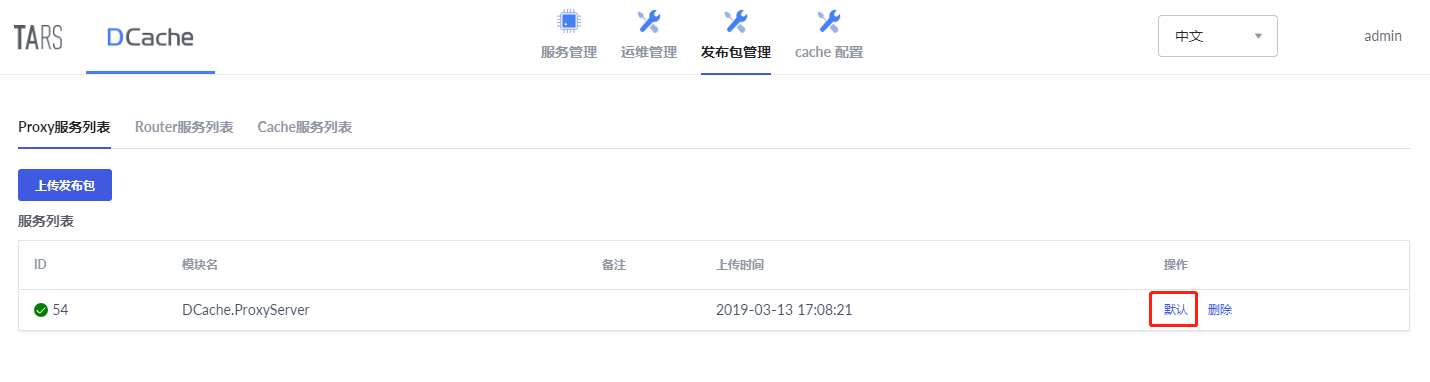 TARS DCache 服务管理 运维管理 发布包管理 cache 配置 中文 admin
Proxy服务列表 Router服务列表 Cache服务列表
上传发布包
服务列表
ID 模块名 备注 上传时间 操作
54 DCache.ProxyServer 2019-03-13 17:08:21 默认 删除